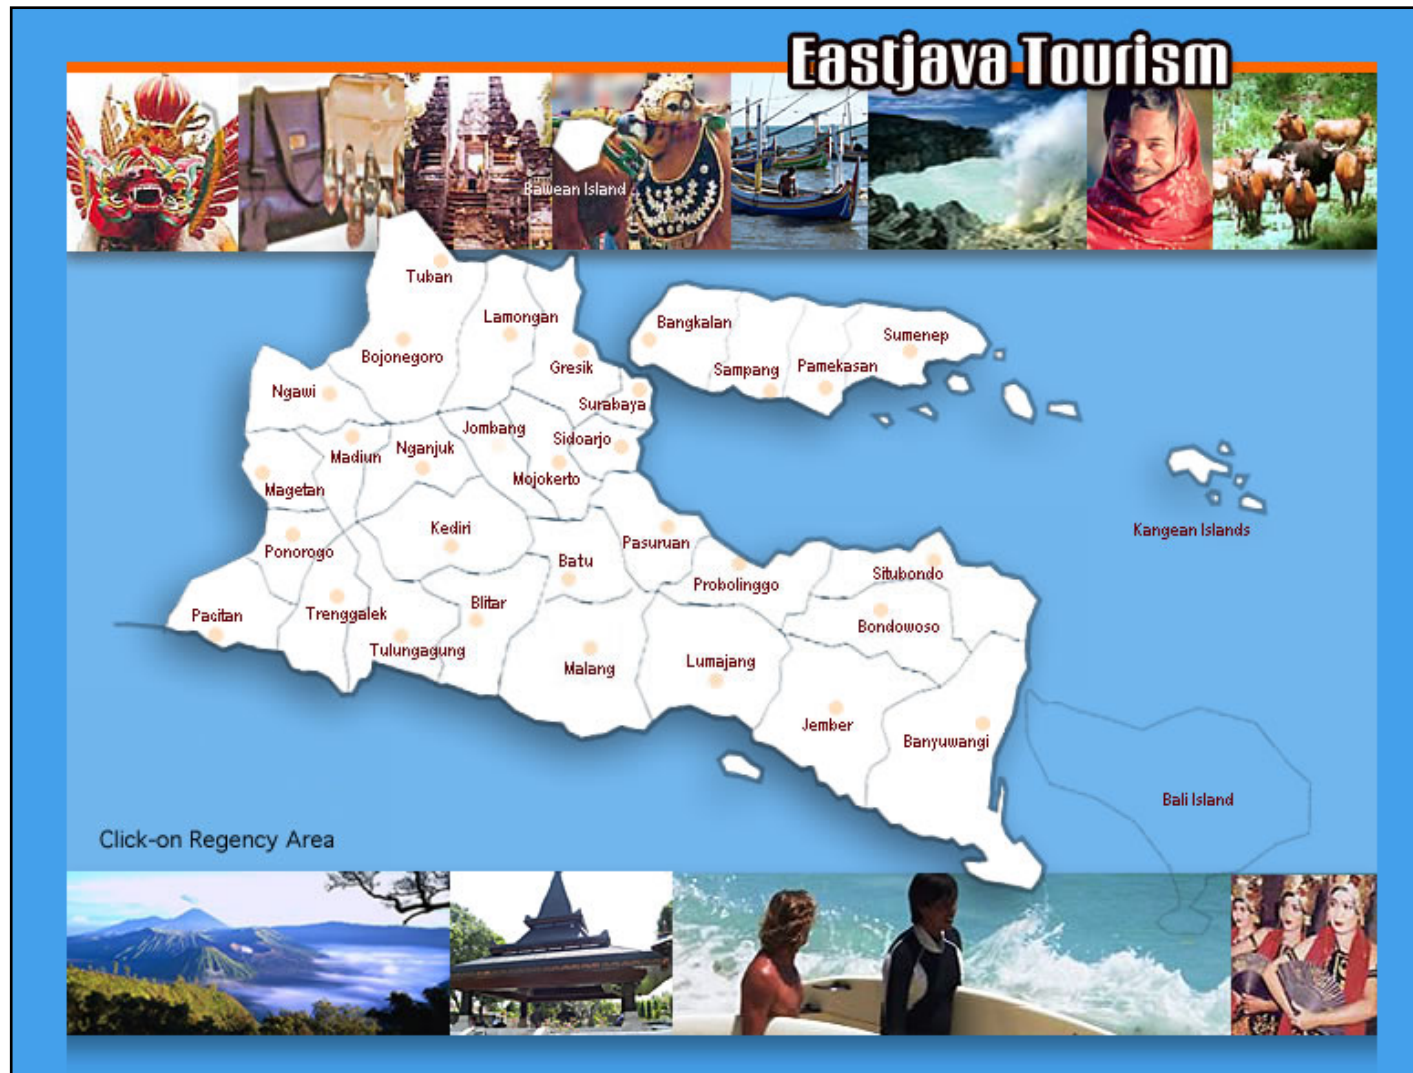 Eastjava Tourism
Bawean Island
Tuban
Lamongan
Bangkalan
Sumenep
Bojonegoro
Gresik
Sampang
Pamekasan
Ngawi
Surabaya
Jombang
Sidoarjo
Madiun
Nganjuk
Magetan
Mojokerto
Kediri
Kangean Islands
Ponorogo
Pasuruan
Batu
Probolinggo
Situbondo
Pacitan
Trenggalek
Blitar
Bondowoso
Tulungagung
Malang
Lumajang
Jember
Banyuwangi
Bali Island
Click-on Regency Area